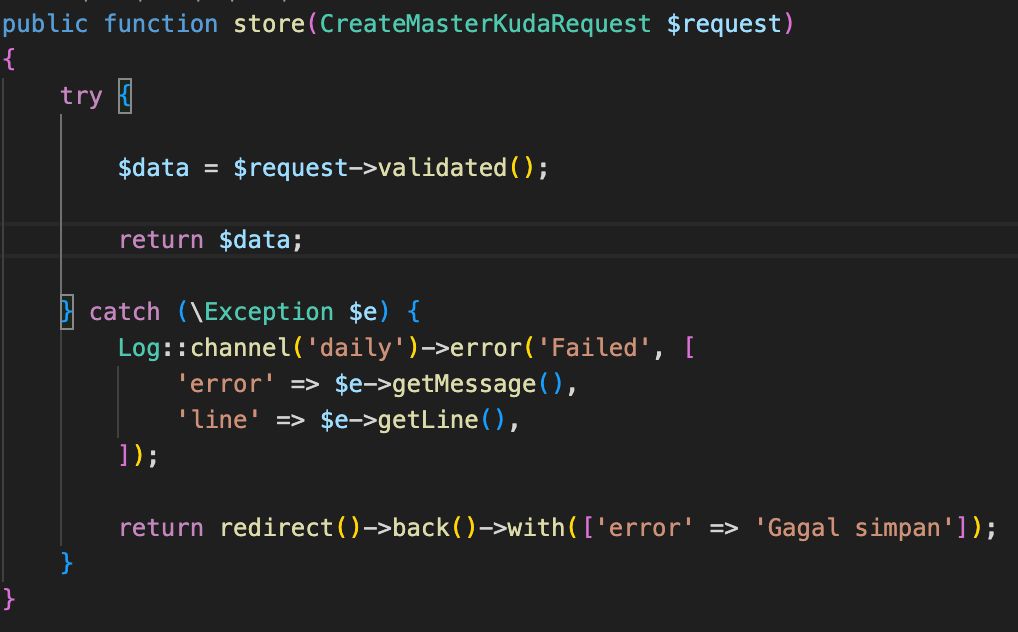 public function store(CreateMasterKudaRequest $request)
{
    try {
        $data = $request->validated();
        return $data;
    } catch (\Exception $e) {
        Log::channel('daily')->error('Failed', [
            'error' => $e->getMessage(),
            'line' => $e->getLine(),
        ]);
        return redirect()->back()->with(['error' => 'Gagal simpan']);
    }
}